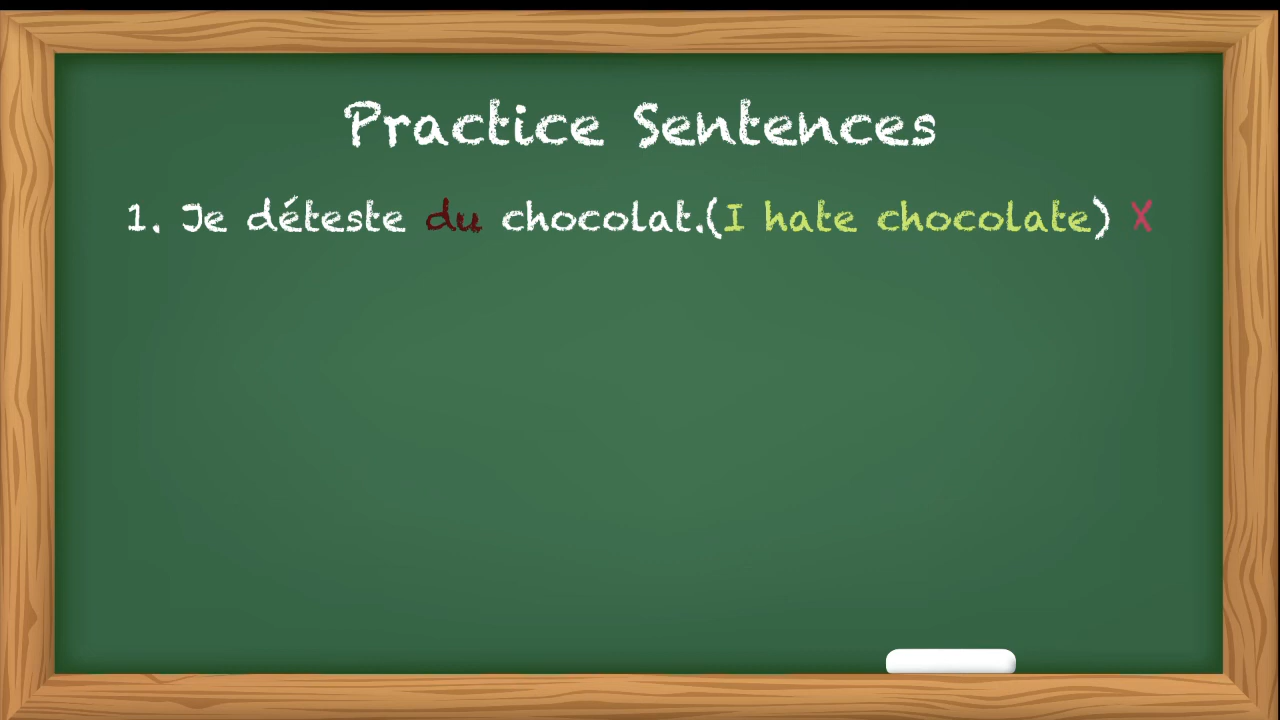 Practice Sentences
1. Je déteste du chocolat.(I hate chocolate) X